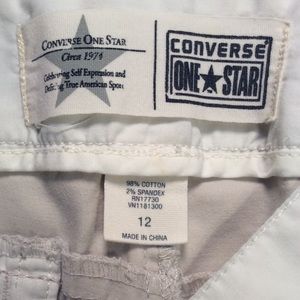 CONVERSE ONE STAR
Circa 1974
Celebrating Self Expression and
Defining True American Sport
CONVERSE®
ONE STAR
98% COTTON
2% SPANDEX
RN17730
VN1181300
12
MADE IN CHINA